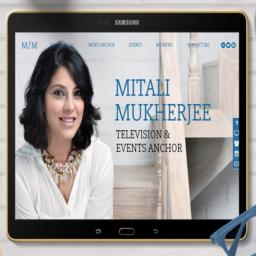 SAMSUNG
M/M
NEWS ANCHOR
EVENTS
MY NEWS
CONTACT ME
MITALI
MUKHERJEE
TELEVISION &
EVENTS ANCHOR